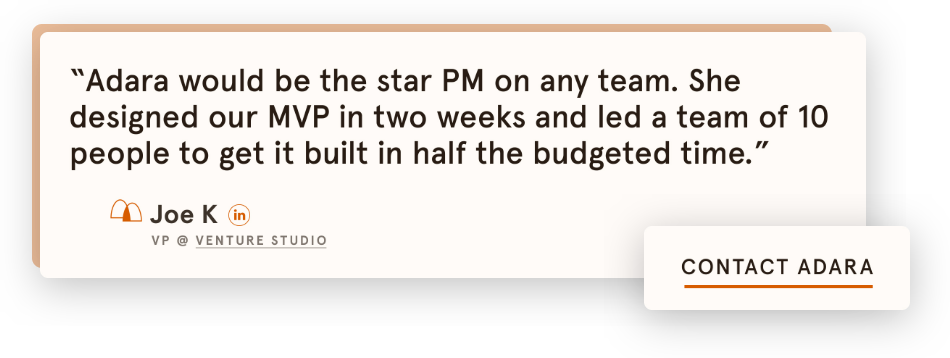 “Adara would be the star PM on any team. She
designed our MVP in two weeks and led a team of 10
people to get it built in half the budgeted time.”
Joe K in
VP @ VENTURE STUDIO
CONTACT ADARA